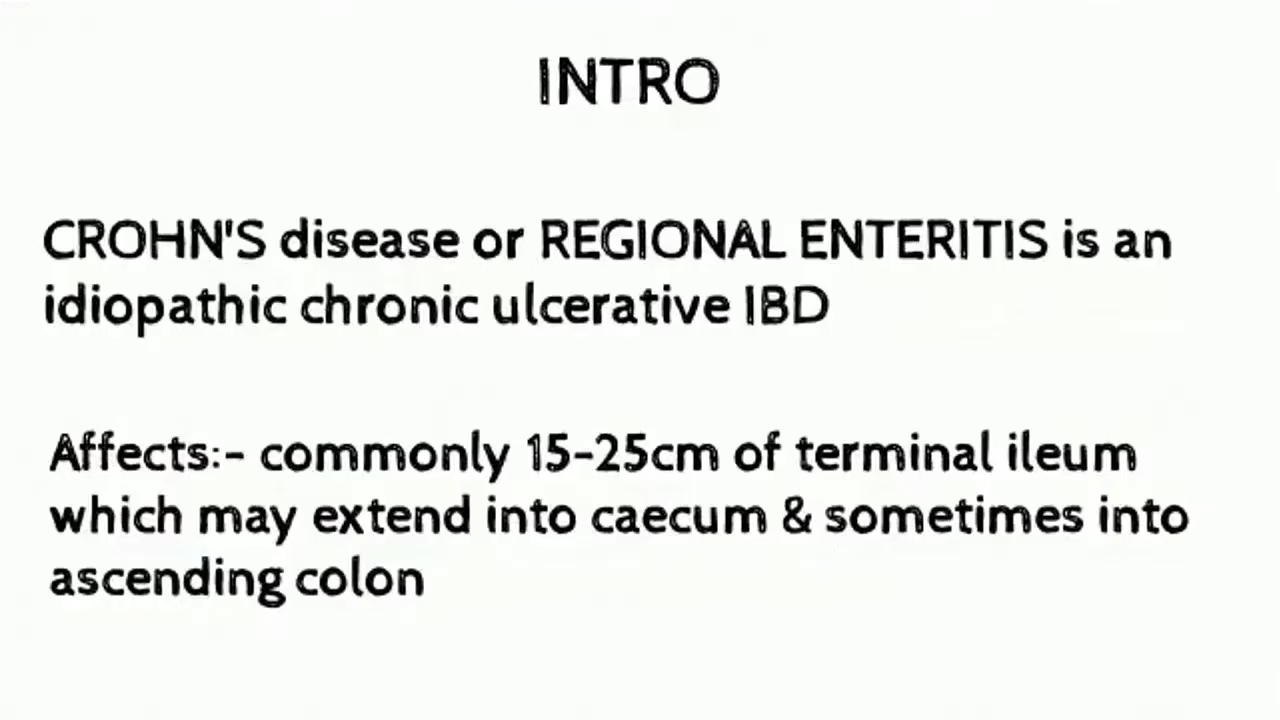 INTRO
CROHN'S disease or REGIONAL ENTERITIS is an
idiopathic chronic ulcerative IBD
Affects:- commonly 15-25cm of terminal ileum
which may extend into caecum & sometimes into
ascending colon